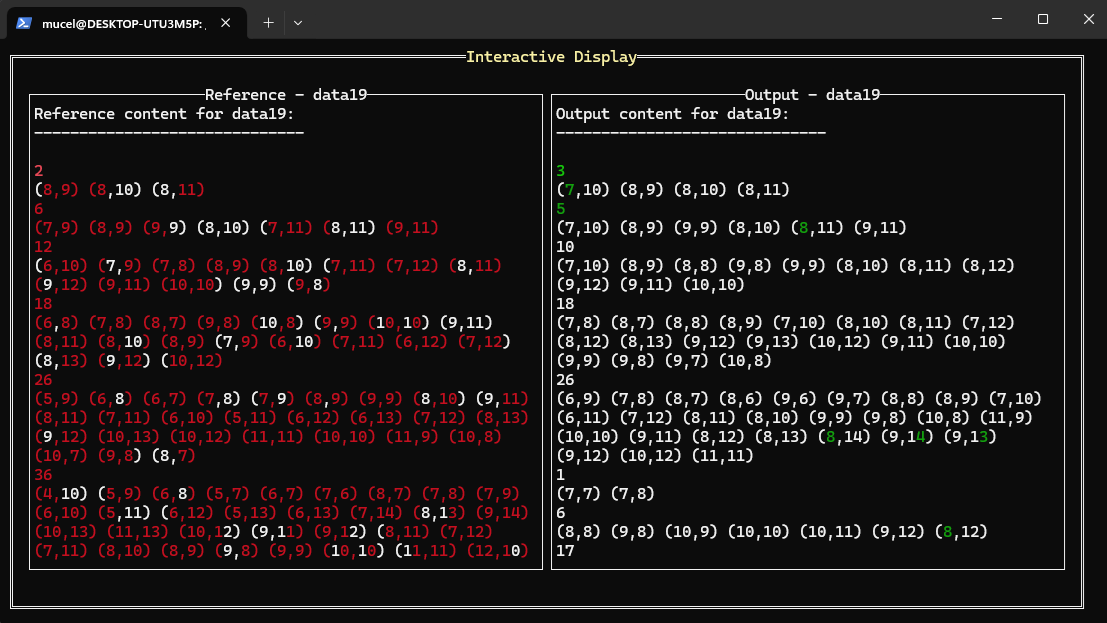 mucel@DESKTOP-UTU3M5P:
Interactive Display
Reference - data19
Reference content for data19:
------------------------------
2
(8,9) (8,10) (8,11)
6
(7,9) (8,9) (9,9) (8,10) (7,11) (8,11) (9,11)
12
(6,10) (7,9) (7,8) (8,9) (8,10) (7,11) (7,12) (8,11)
(9,12) (9,11) (10,10) (9,9) (9,8)
18
(6,8) (7,8) (8,7) (9,8) (10,8) (9,9) (10,10) (9,11)
(8,11) (8,10) (8,9) (7,9) (6,10) (7,11) (6,12) (7,12)
(8,13) (9,12) (10,12)
26
(5,9) (6,8) (6,7) (7,8) (7,9) (8,9) (9,9) (8,10) (9,11)
(8,11) (7,11) (6,10) (5,11) (6,12) (6,13) (7,12) (8,13)
(9,12) (10,13) (10,12) (11,11) (10,10) (11,9) (10,8)
(10,7) (9,8) (8,7)
36
(4,10) (5,9) (6,8) (5,7) (6,7) (7,6) (8,7) (7,8) (7,9)
(6,10) (5,11) (6,12) (5,13) (6,13) (7,14) (8,13) (9,14)
(10,13) (11,13) (10,12) (9,11) (9,12) (8,11) (7,12)
(7,11) (8,10) (8,9) (9,8) (9,9) (10,10) (11,11) (12,10)
Output - data19
Output content for data19:
------------------------------
3
(7,10) (8,9) (8,10) (8,11)
5
(7,10) (8,9) (9,9) (8,10) (8,11) (9,11)
10
(7,10) (8,9) (8,8) (9,8) (9,9) (8,10) (8,11) (8,12)
(9,12) (9,11) (10,10)
18
(7,8) (8,7) (8,8) (8,9) (7,10) (8,10) (8,11) (7,12)
(8,12) (8,13) (9,12) (9,13) (10,12) (9,11) (10,10)
(9,9) (9,8) (9,7) (10,8)
26
(6,9) (7,8) (8,7) (8,6) (9,6) (9,7) (8,8) (8,9) (7,10)
(6,11) (7,12) (8,11) (8,10) (9,9) (9,8) (10,8) (11,9)
(10,10) (9,11) (8,12) (8,13) (8,14) (9,14) (9,13)
(9,12) (10,12) (11,11)
1
(7,7) (7,8)
6
(8,8) (9,8) (10,9) (10,10) (10,11) (9,12) (8,12)
17